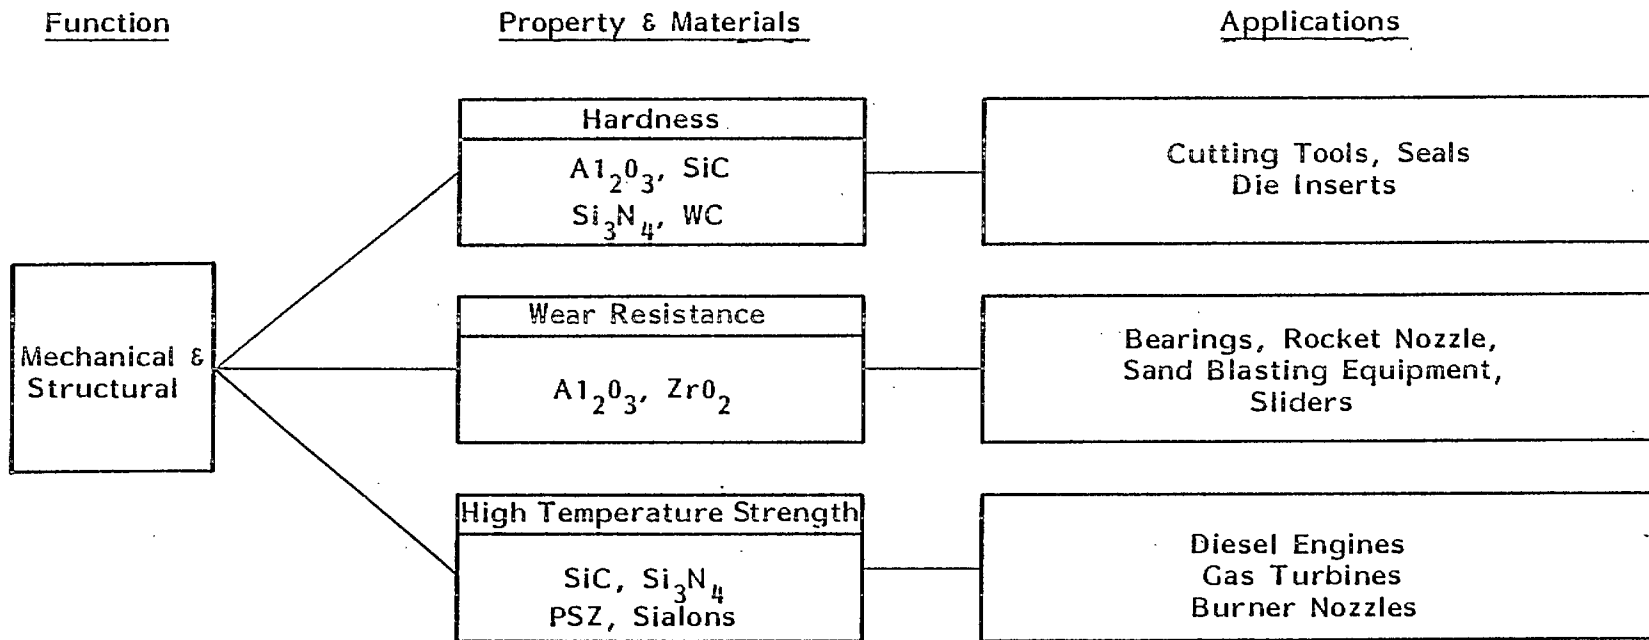 Function
Property & Materials
Applications
Hardness
Al₂O₃, SiC
Si₃N₄, WC
Cutting Tools, Seals
Die Inserts
Mechanical &
Structural
Wear Resistance
Al₂O₃, ZrO₂
Bearings, Rocket Nozzle,
Sand Blasting Equipment,
Sliders
High Temperature Strength
SiC, Si₃N₄
PSZ, Sialons
Diesel Engines
Gas Turbines
Burner Nozzles